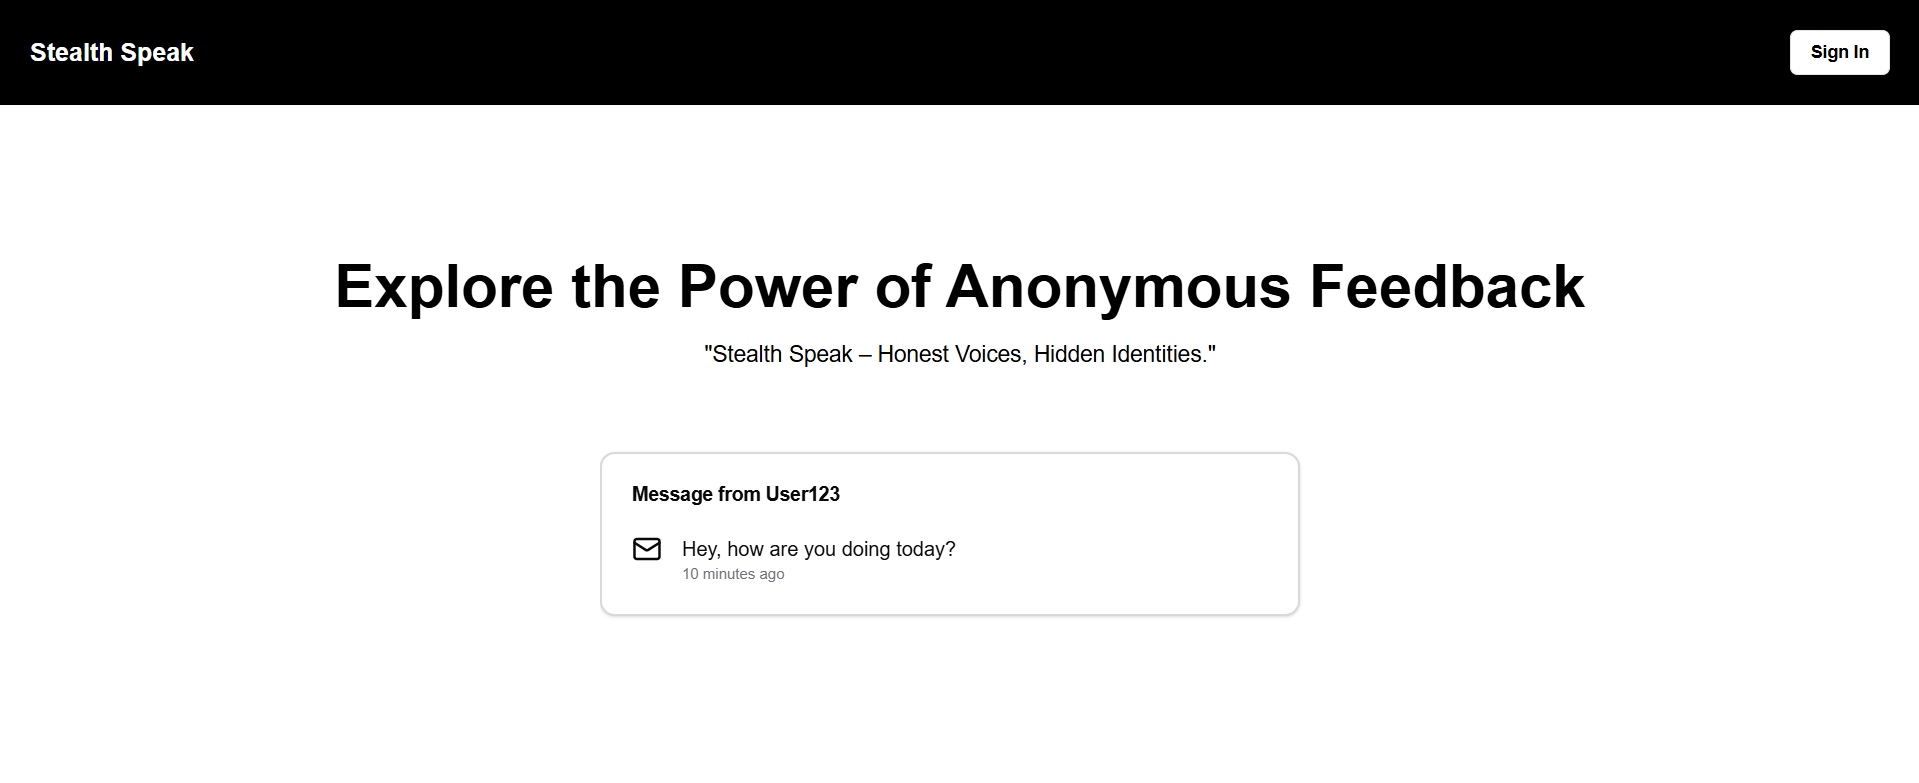 Stealth Speak
Sign In
Explore the Power of Anonymous Feedback
"Stealth Speak – Honest Voices, Hidden Identities."
Message from User123
Hey, how are you doing today?
10 minutes ago